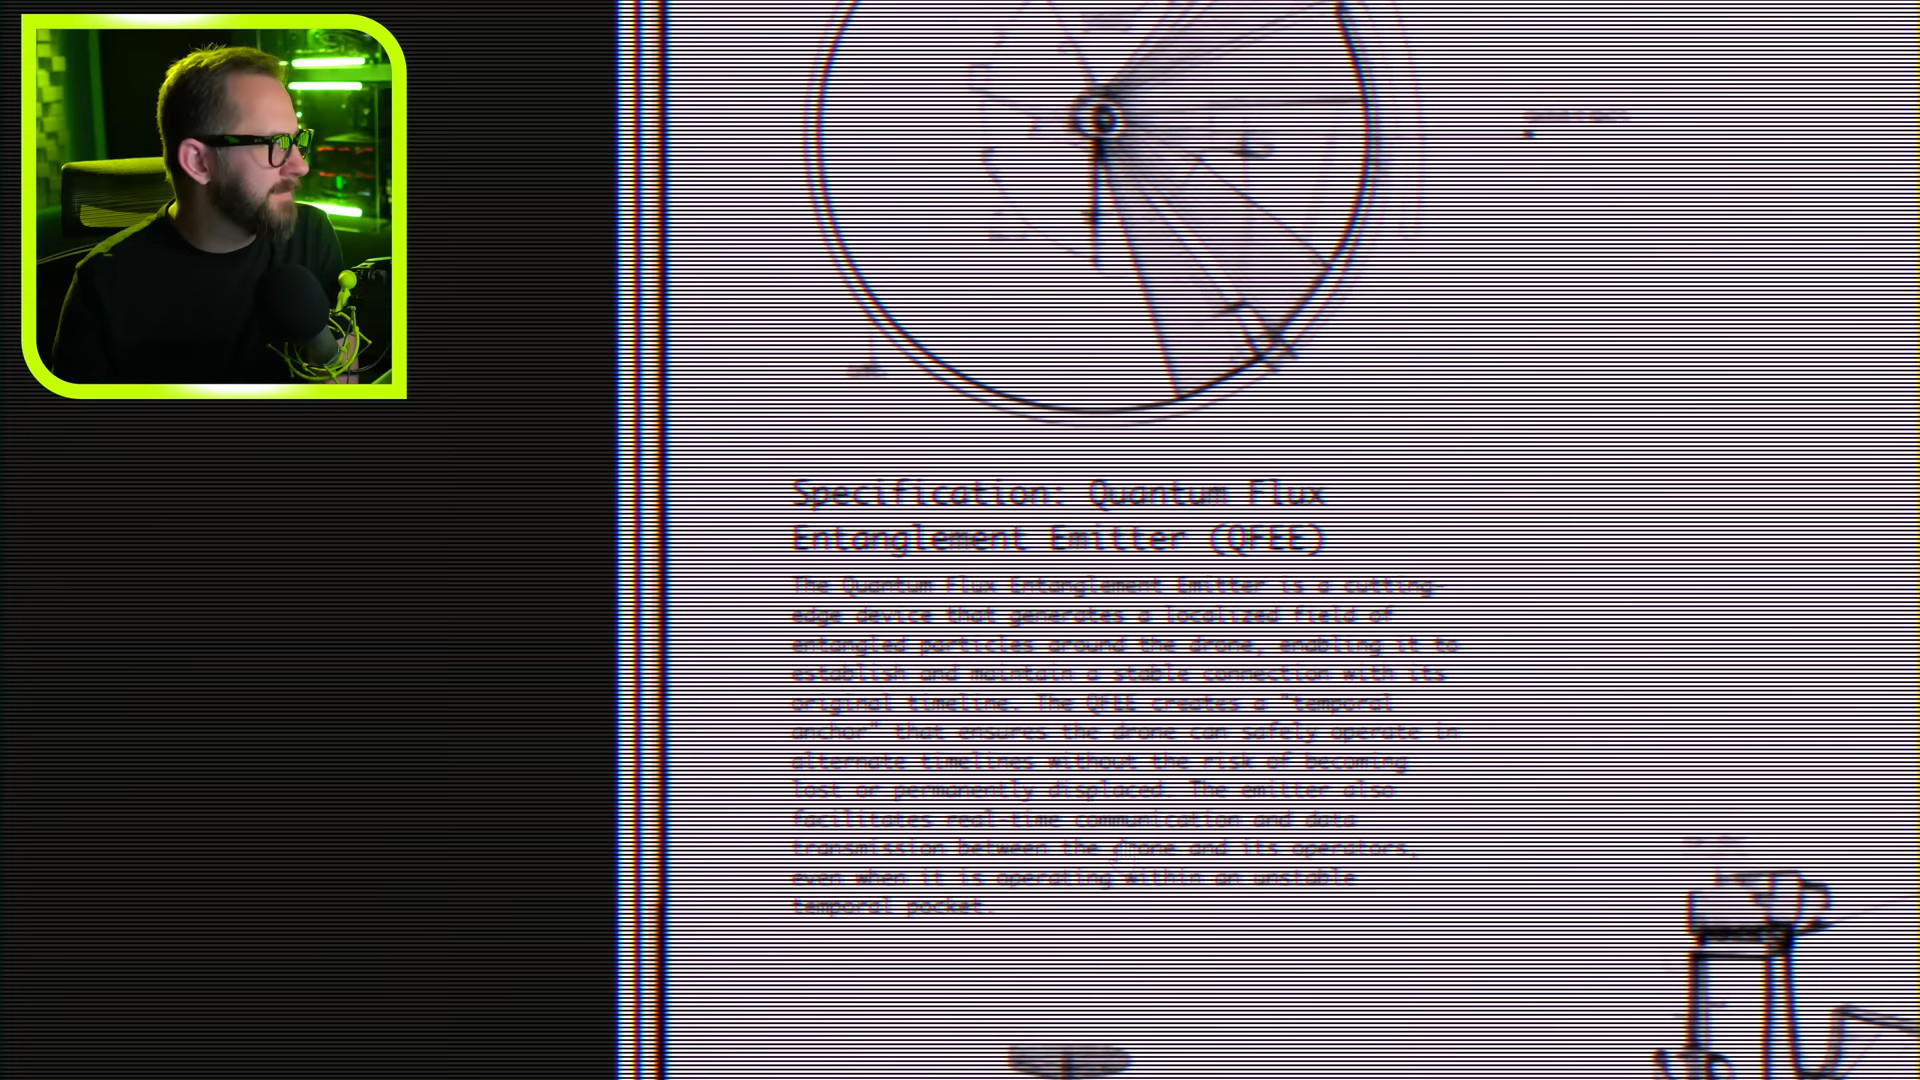 Specification: Quantum Flux
Entanglement Emitter (QFEE)
The Quantum Flux Entanglement Emitter is a cutting-
edge device that generates a localized field of
entangled particles around the drone, enabling it to
establish and maintain a stable connection with its
original timeline. The QFEE creates a "temporal
anchor" that ensures the drone can safely operate in
alternate timelines without the risk of becoming
lost or permanently displaced. The emitter also
facilitates real-time communication and data
transmission between the drone and its operators,
even when it is operating within an unstable
temporal pocket.